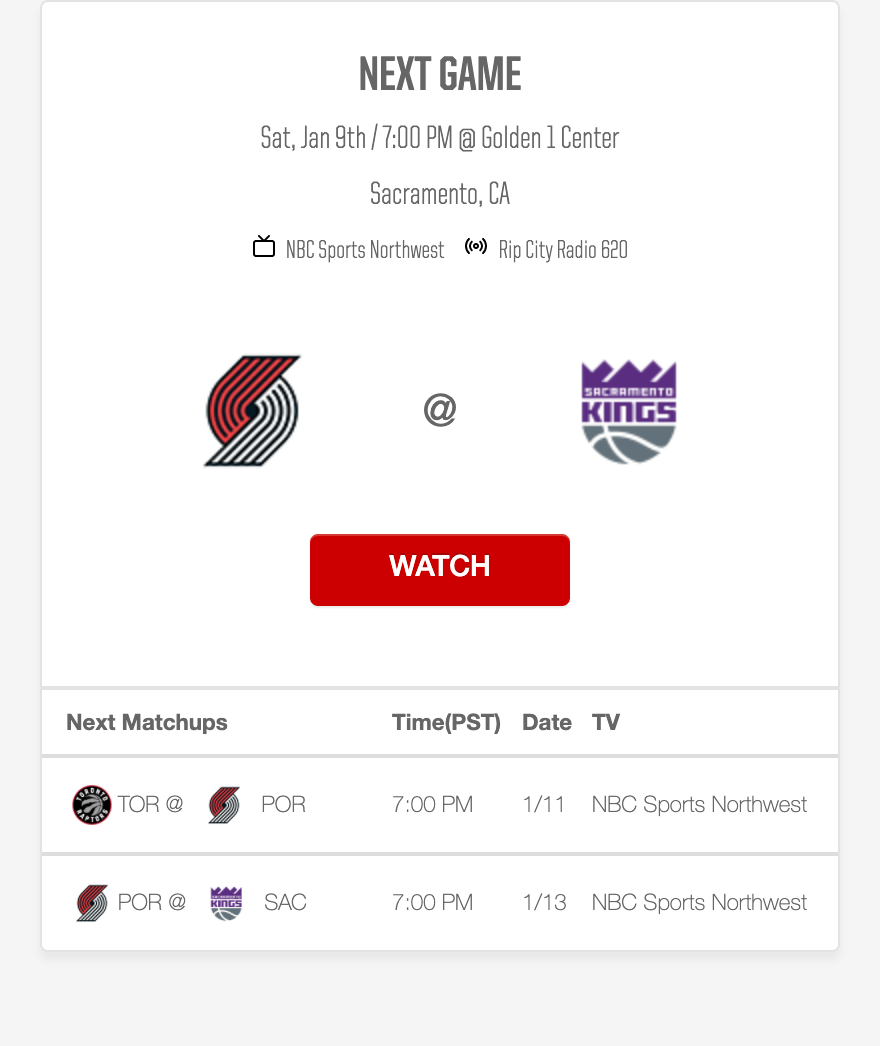 NEXT GAME
Sat, Jan 9th / 7:00 PM @ Golden 1 Center
Sacramento, CA
NBC Sports Northwest Rip City Radio 620
@
SACRAMENTO
KINGS
WATCH
Next Matchups Time(PST) Date TV
TORONTO RAPTORS TOR @ POR 7:00 PM 1/11 NBC Sports Northwest
POR @ SAC 7:00 PM 1/13 NBC Sports Northwest